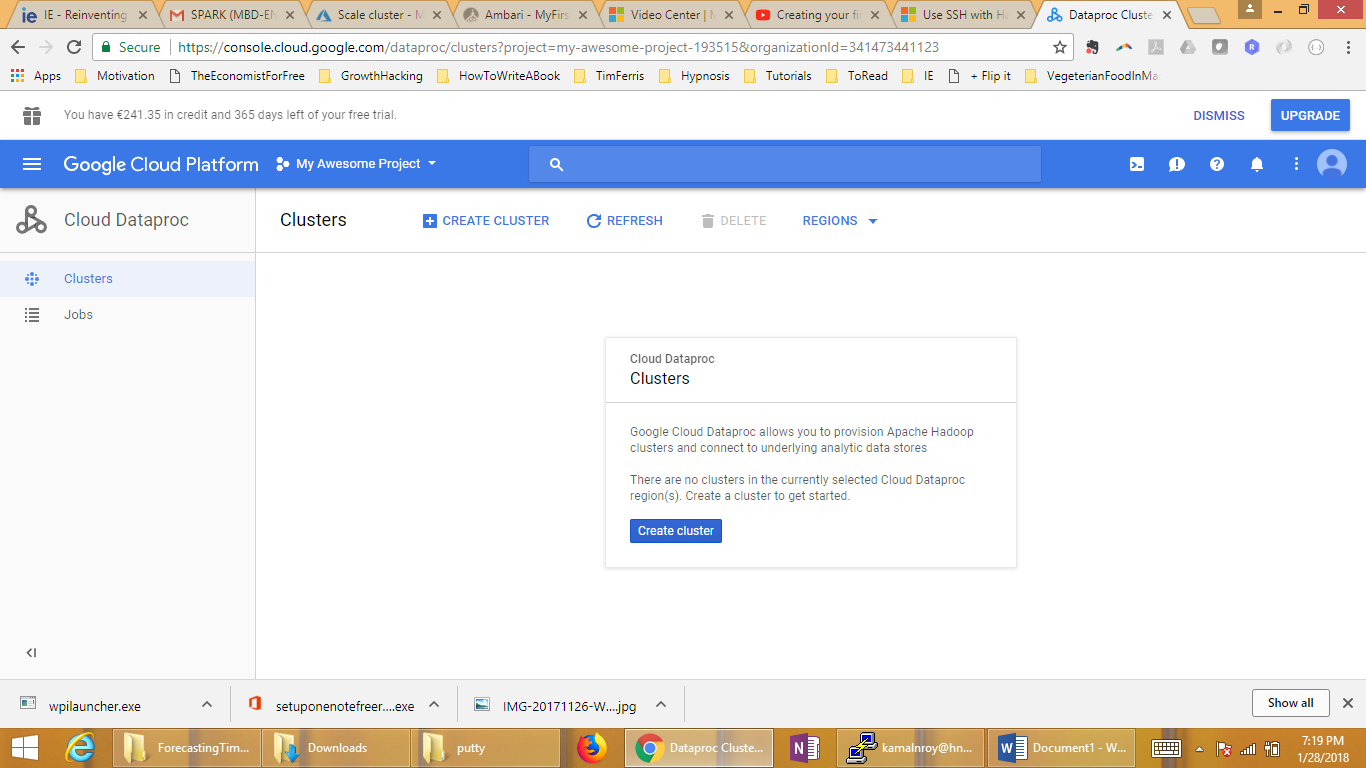 IE - Reinventing
SPARK (MBD-EN
Scale cluster - M
Ambari - MyFirs
Video Center | M
Creating your fi
Use SSH with Ha
Dataproc Cluste
Secure
https://console.cloud.google.com/dataproc/clusters?project=my-awesome-project-193515&organizationId=341473441123
Apps
Motivation
TheEconomistForFree
GrowthHacking
HowToWriteABook
TimFerris
Hypnosis
Tutorials
ToRead
IE
+ Flip it
VegeterianFoodInMa
You have €241.35 in credit and 365 days left of your free trial.
DISMISS
UPGRADE
Google Cloud Platform
My Awesome Project
Cloud Dataproc
Clusters
CREATE CLUSTER
REFRESH
DELETE
REGIONS
Clusters
Jobs
Cloud Dataproc
Clusters
Google Cloud Dataproc allows you to provision Apache Hadoop
clusters and connect to underlying analytic data stores
There are no clusters in the currently selected Cloud Dataproc
region(s). Create a cluster to get started.
Create cluster
wpilauncher.exe
setuponenotefreer....exe
IMG-20171126-W....jpg
Show all
ForecastingTim...
Downloads
putty
Dataproc Cluste...
kamalnroy@hn...
Document1 - W...
7:19 PM
1/28/2018